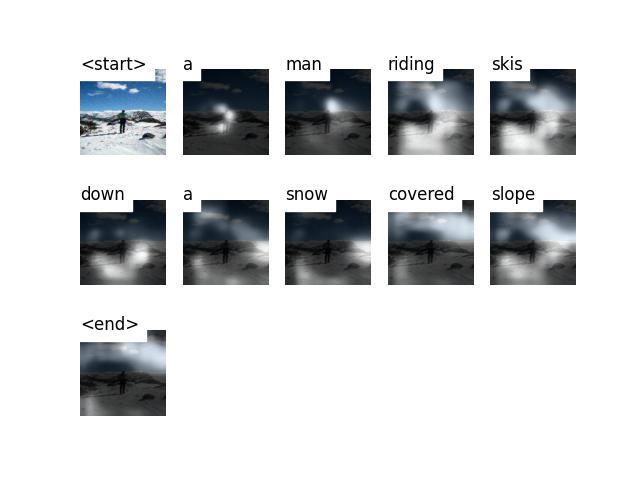 <start> a man riding skis
down a snow covered slope
<end>